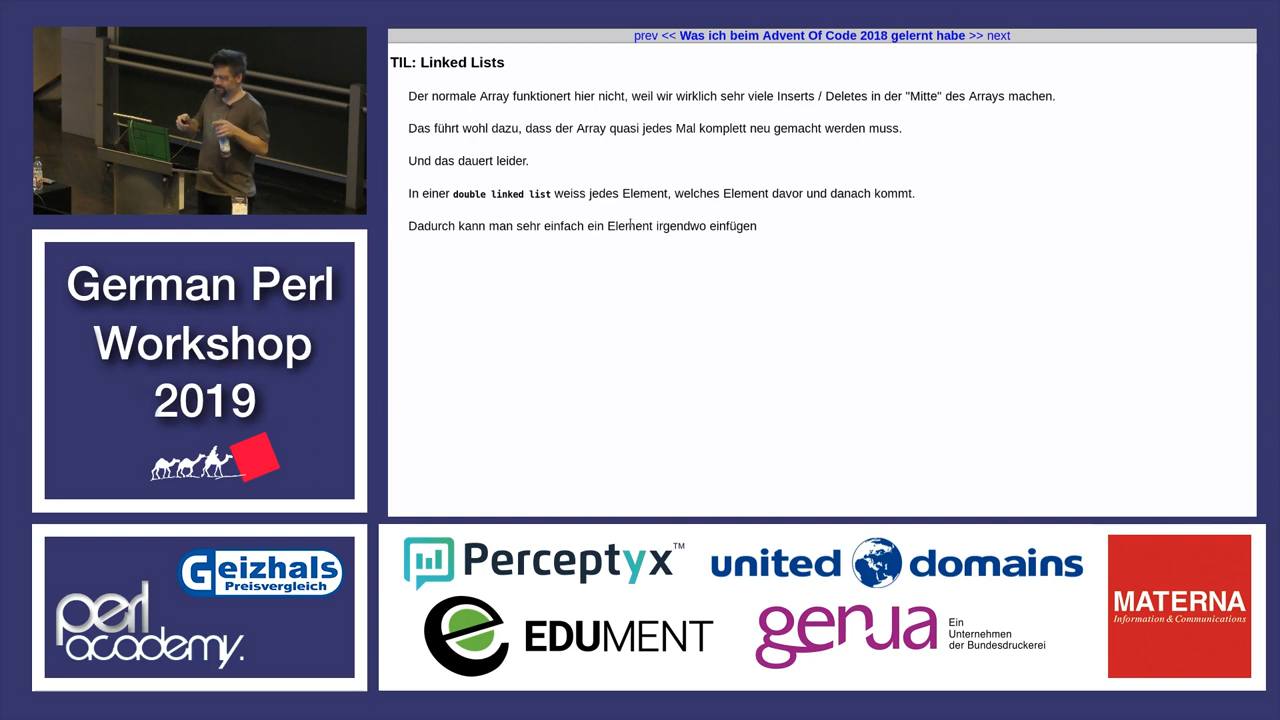 prev << Was ich beim Advent Of Code 2018 gelernt habe >> next
TIL: Linked Lists
Der normale Array funktionert hier nicht, weil wir wirklich sehr viele Inserts / Deletes in der "Mitte" des Arrays machen.
Das führt wohl dazu, dass der Array quasi jedes Mal komplett neu gemacht werden muss.
Und das dauert leider.
In einer double linked list weiss jedes Element, welches Element davor und danach kommt.
Dadurch kann man sehr einfach ein Element irgendwo einfügen
German Perl
Workshop
2019
Geizhals
Preisvergleich
perl
academy.
Perceptyx™
united domains
EDUMENT
genua
Ein
Unternehmen
der Bundesdruckerei
MATERNA
Information & Communications